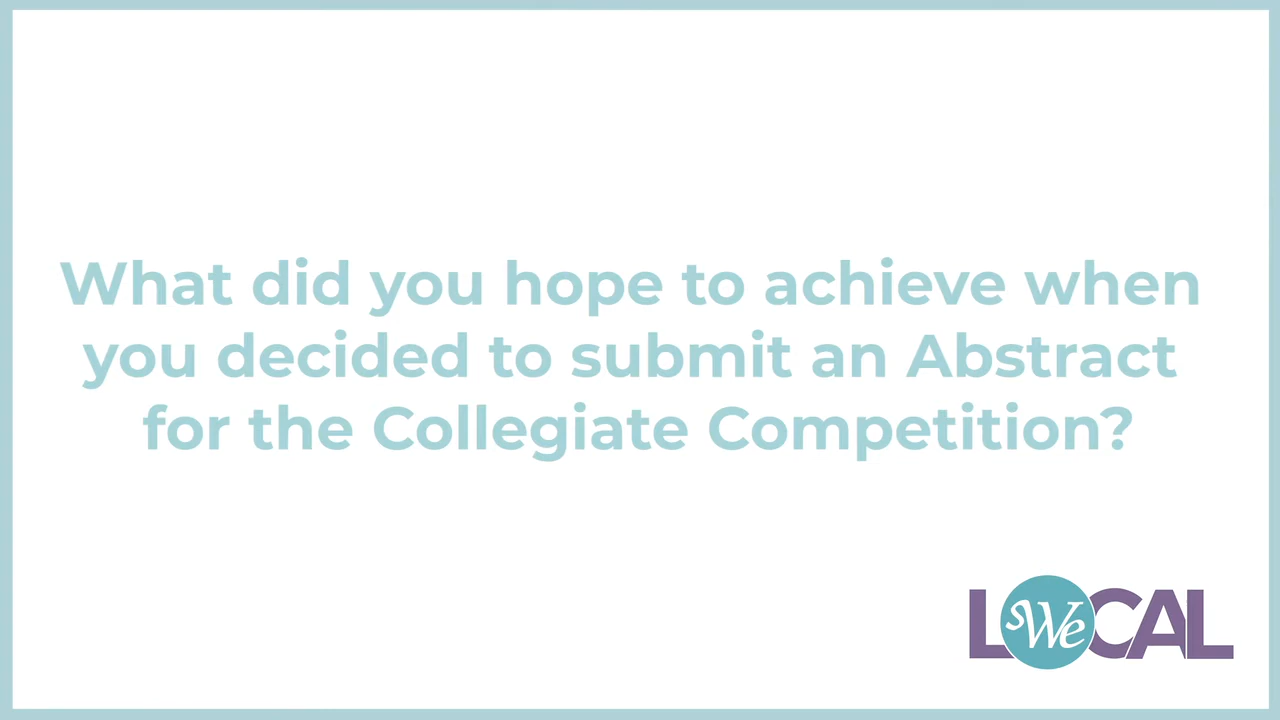 What did you hope to achieve when
you decided to submit an Abstract
for the Collegiate Competition?
LsWeCAL